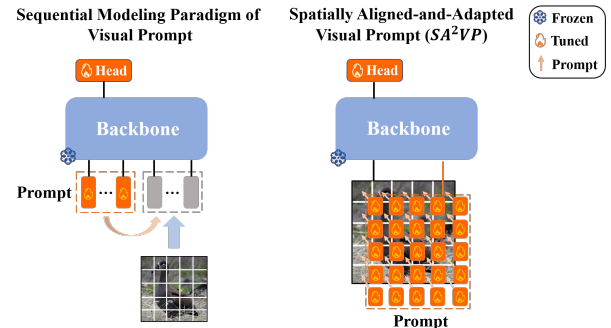 Sequential Modeling Paradigm of
Visual Prompt
Head
Backbone
Prompt
... ...
Spatially Aligned-and-Adapted
Visual Prompt (SA²VP)
Head
Backbone
Prompt
Frozen
Tuned
Prompt